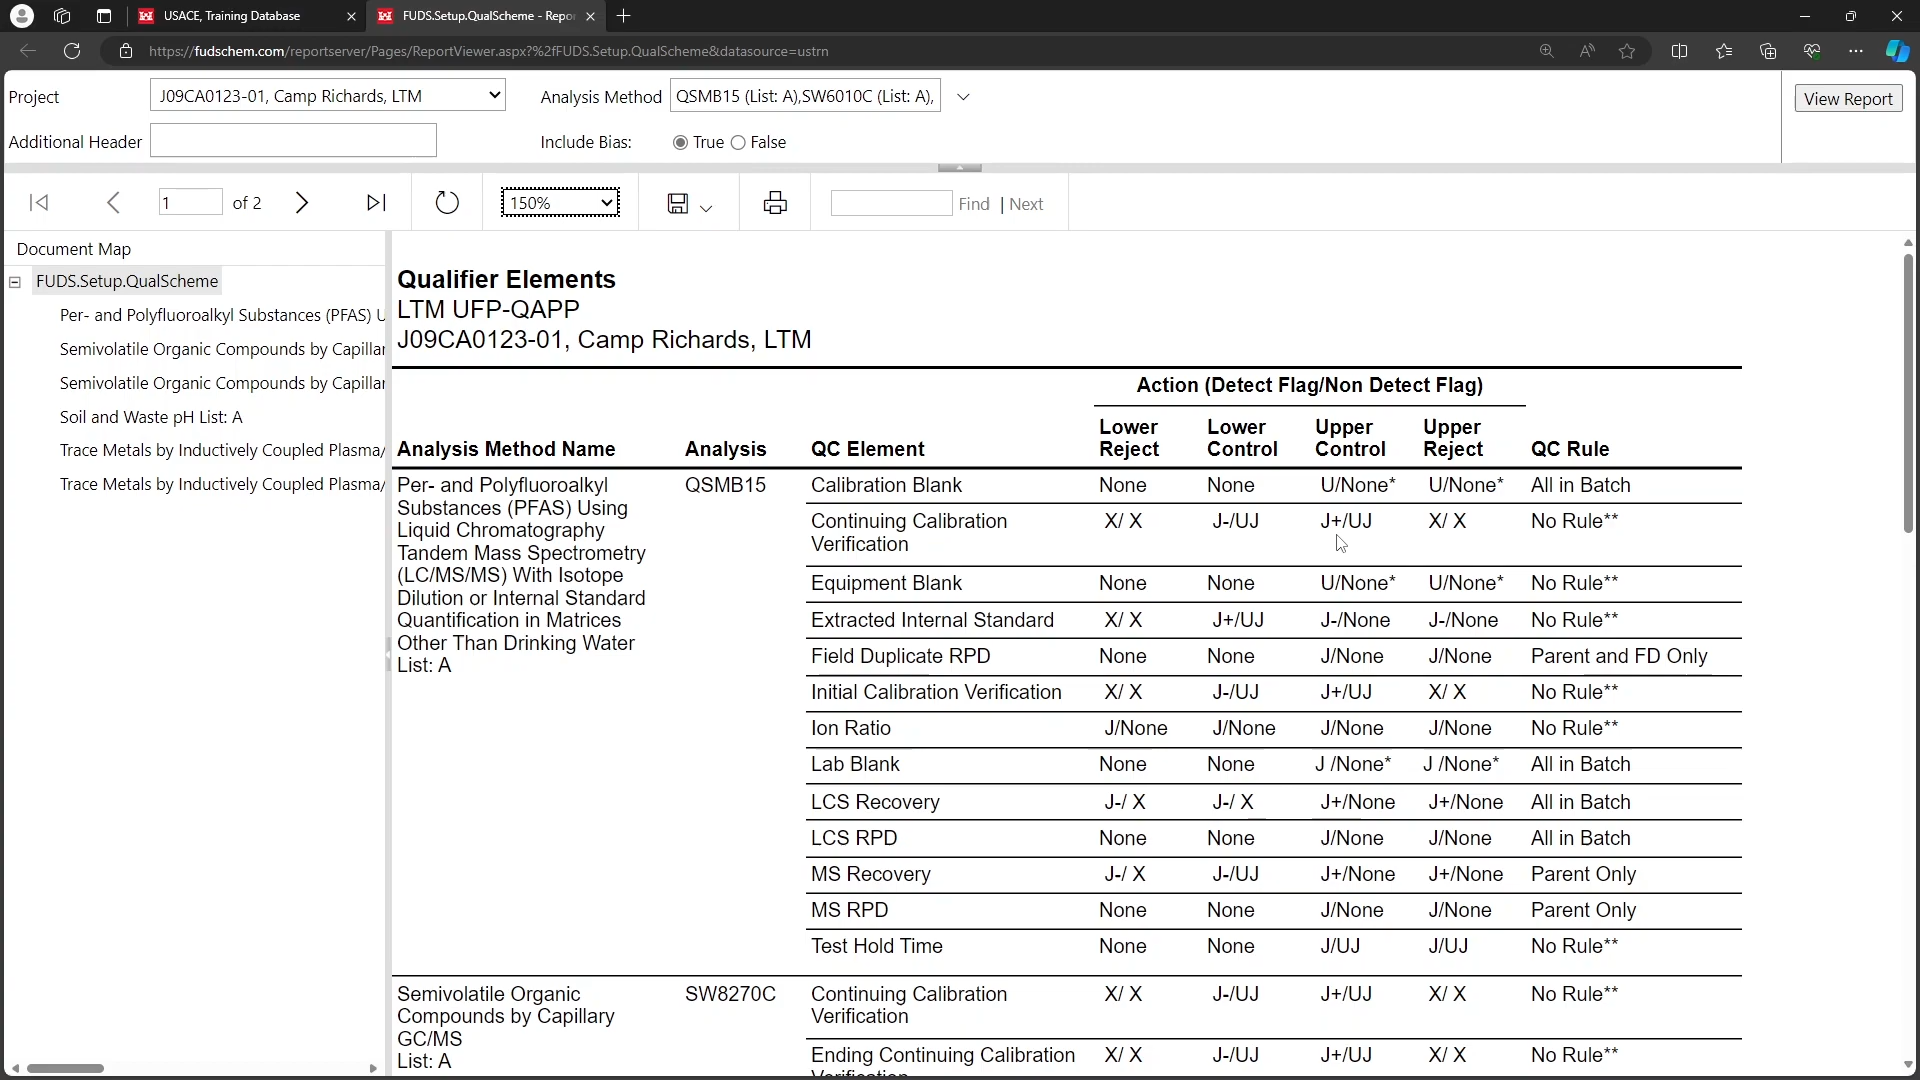 USACE, Training Database
FUDS.Setup.QualScheme - Repor
https://fudschem.com/reportserver/Pages/ReportViewer.aspx?%2fFUDS.Setup.QualScheme&datasource=ustrn
Project
J09CA0123-01, Camp Richards, LTM
Analysis Method
QSMB15 (List: A),SW6010C (List: A),
View Report
Additional Header
Include Bias:
True
False
1
of 2
150%
Find | Next
Document Map
FUDS.Setup.QualScheme
Per- and Polyfluoroalkyl Substances (PFAS) U
Semivolatile Organic Compounds by Capillar
Semivolatile Organic Compounds by Capillar
Soil and Waste pH List: A
Trace Metals by Inductively Coupled Plasma/
Trace Metals by Inductively Coupled Plasma/
Qualifier Elements
LTM UFP-QAPP
J09CA0123-01, Camp Richards, LTM
Action (Detect Flag/Non Detect Flag)
Analysis Method Name
Analysis
QC Element
Lower
Reject
Lower
Control
Upper
Control
Upper
Reject
QC Rule
Per- and Polyfluoroalkyl
Substances (PFAS) Using
Liquid Chromatography
Tandem Mass Spectrometry
(LC/MS/MS) With Isotope
Dilution or Internal Standard
Quantification in Matrices
Other Than Drinking Water
List: A
QSMB15
Calibration Blank None None U/None* U/None* All in Batch
Continuing Calibration X/ X J-/UJ J+/UJ X/ X No Rule**
Verification
Equipment Blank None None U/None* U/None* No Rule**
Extracted Internal Standard X/ X J+/UJ J-/None J-/None No Rule**
Field Duplicate RPD None None J/None J/None Parent and FD Only
Initial Calibration Verification X/ X J-/UJ J+/UJ X/ X No Rule**
Ion Ratio J/None J/None J/None J/None No Rule**
Lab Blank None None J /None* J /None* All in Batch
LCS Recovery J-/ X J-/ X J+/None J+/None All in Batch
LCS RPD None None J/None J/None All in Batch
MS Recovery J-/ X J-/UJ J+/None J+/None Parent Only
MS RPD None None J/None J/None Parent Only
Test Hold Time None None J/UJ J/UJ No Rule**
Semivolatile Organic
Compounds by Capillary
GC/MS
List: A
SW8270C
Continuing Calibration X/ X J-/UJ J+/UJ X/ X No Rule**
Verification
Ending Continuing Calibration X/ X J-/UJ J+/UJ X/ X No Rule**
Verification